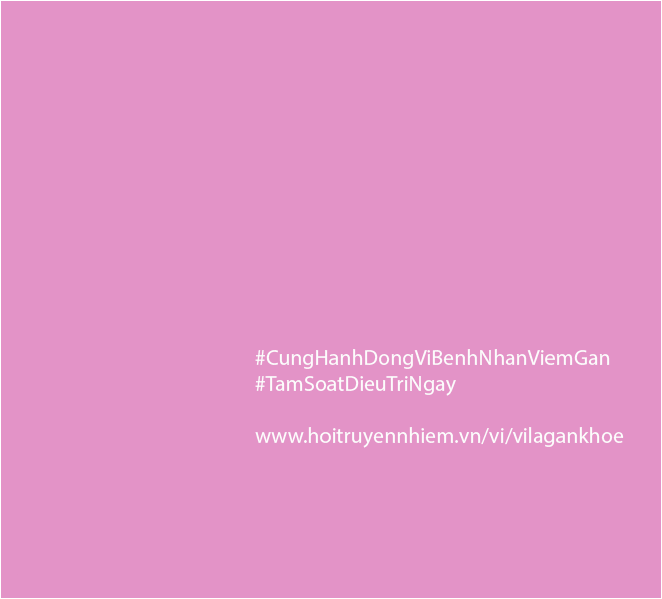 #CungHanhDongViBenhNhanViemGan
#TamSoatDieuTriNgay
www.hoitruyennhiem.vn/vi/vilagankhoe